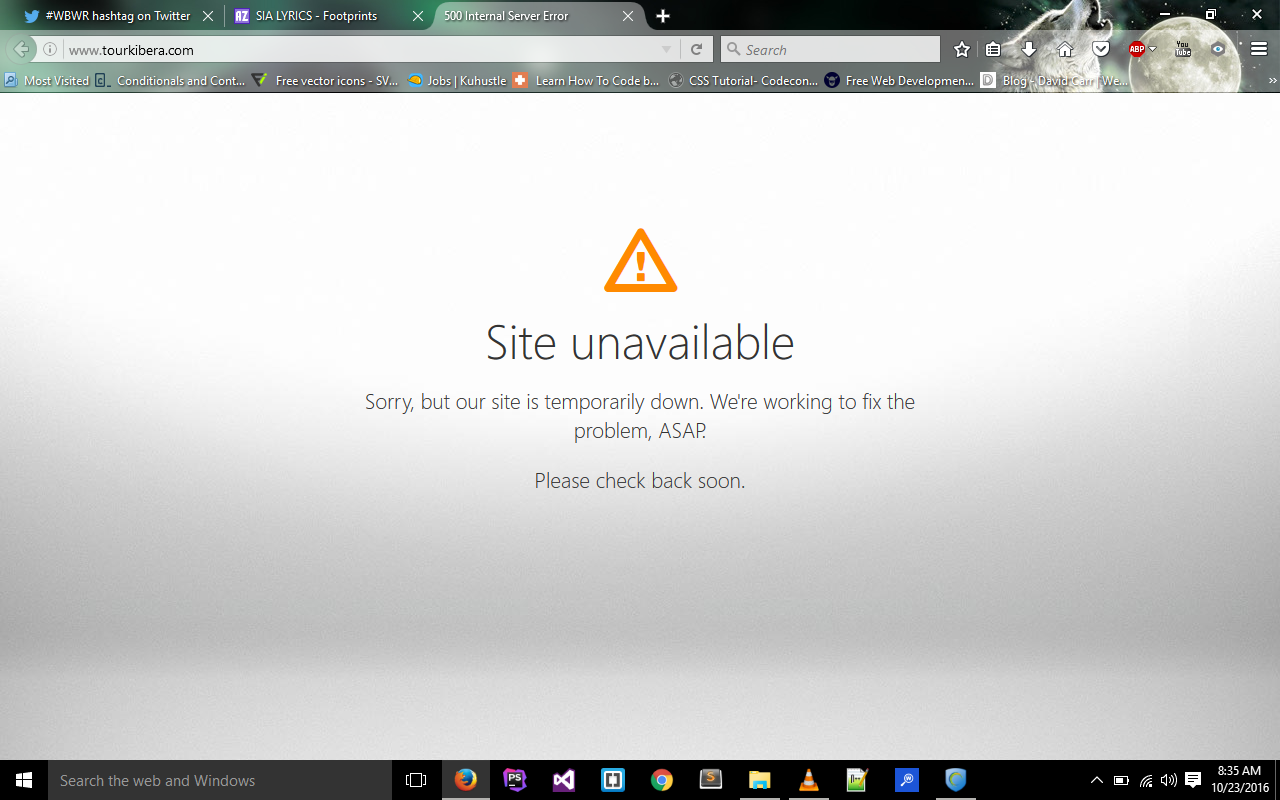 #WBWR hashtag on Twitter
AZ SIA LYRICS - Footprints
500 Internal Server Error
www.tourkibera.com
Search
ABP
You Tube
Most Visited
Conditionals and Cont...
Free vector icons - SV...
Jobs | Kuhustle
Learn How To Code b...
CSS Tutorial- Codecon...
Free Web Developmen...
D Blog - David Carr | We...
Site unavailable
Sorry, but our site is temporarily down. We're working to fix the
problem, ASAP.
Please check back soon.
Search the web and Windows
PS
S
8:35 AM
10/23/2016